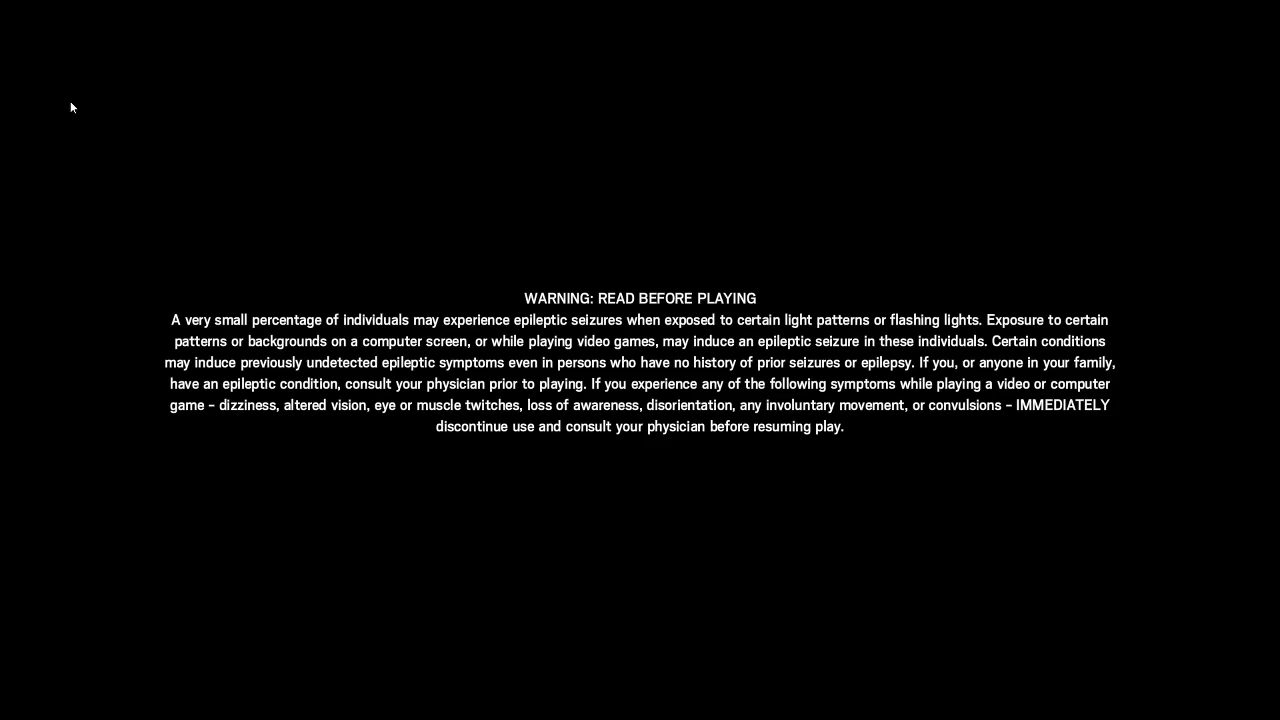 WARNING: READ BEFORE PLAYING
A very small percentage of individuals may experience epileptic seizures when exposed to certain light patterns or flashing lights. Exposure to certain
patterns or backgrounds on a computer screen, or while playing video games, may induce an epileptic seizure in these individuals. Certain conditions
may induce previously undetected epileptic symptoms even in persons who have no history of prior seizures or epilepsy. If you, or anyone in your family,
have an epileptic condition, consult your physician prior to playing. If you experience any of the following symptoms while playing a video or computer
game – dizziness, altered vision, eye or muscle twitches, loss of awareness, disorientation, any involuntary movement, or convulsions – IMMEDIATELY
discontinue use and consult your physician before resuming play.